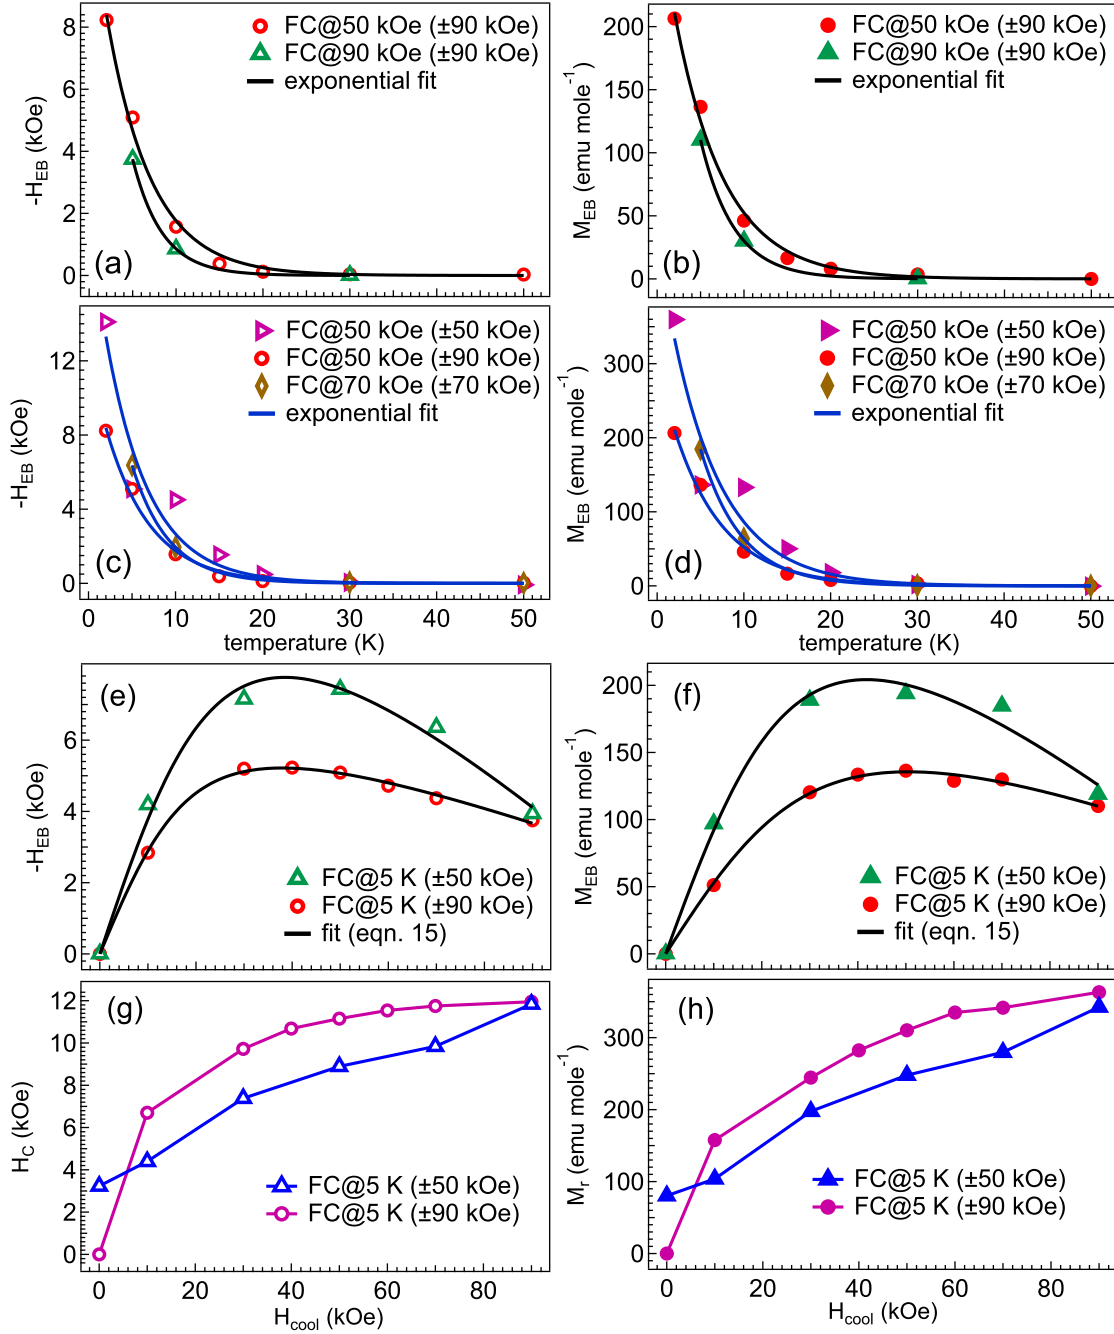 8
6
4
2
0
-H_EB (kOe)
FC@50 kOe (±90 kOe)
FC@90 kOe (±90 kOe)
exponential fit
(a)
200
150
100
50
0
M_EB (emu mole⁻¹)
FC@50 kOe (±90 kOe)
FC@90 kOe (±90 kOe)
exponential fit
(b)
12
8
4
0
-H_EB (kOe)
FC@50 kOe (±50 kOe)
FC@50 kOe (±90 kOe)
FC@70 kOe (±70 kOe)
exponential fit
(c)
0 10 20 30 40 50
temperature (K)
300
200
100
0
M_EB (emu mole⁻¹)
FC@50 kOe (±50 kOe)
FC@50 kOe (±90 kOe)
FC@70 kOe (±70 kOe)
exponential fit
(d)
0 10 20 30 40 50
temperature (K)
(e)
6
4
2
0
-H_EB (kOe)
FC@5 K (±50 kOe)
FC@5 K (±90 kOe)
fit (eqn. 15)
(f)
200
150
100
50
0
M_EB (emu mole⁻¹)
FC@5 K (±50 kOe)
FC@5 K (±90 kOe)
fit (eqn. 15)
(g)
12
10
8
6
4
2
0
H_C (kOe)
FC@5 K (±50 kOe)
FC@5 K (±90 kOe)
0 20 40 60 80
H_cool (kOe)
(h)
300
200
100
0
M_r (emu mole⁻¹)
FC@5 K (±50 kOe)
FC@5 K (±90 kOe)
0 20 40 60 80
H_cool (kOe)